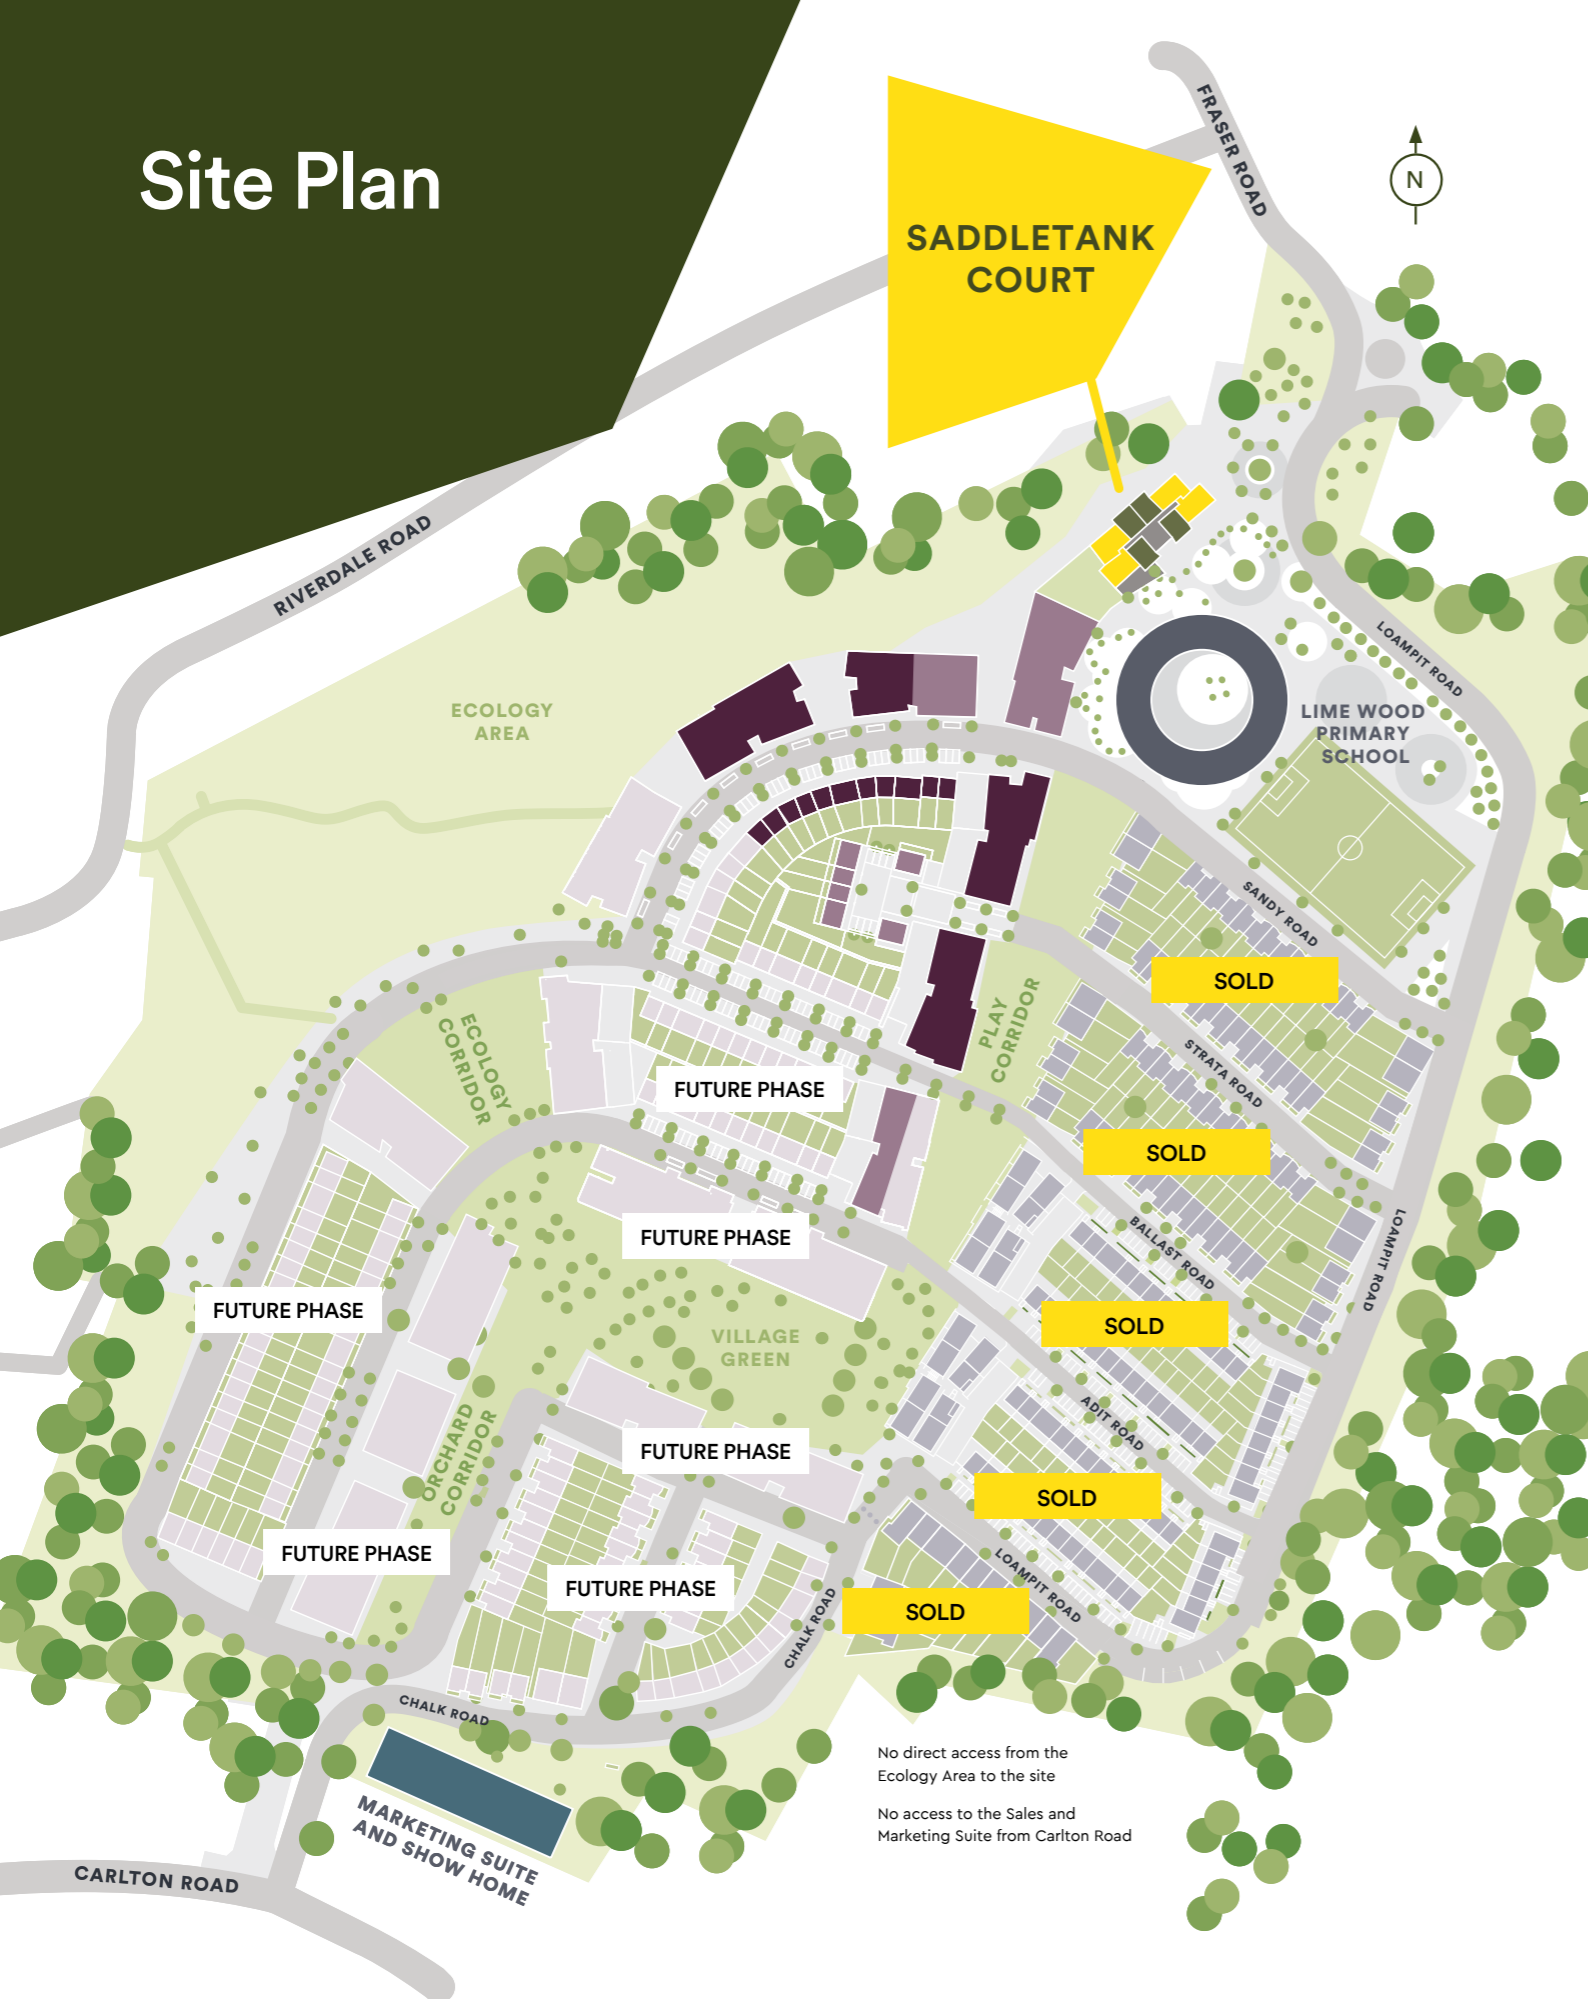 Site Plan
FRASER ROAD
N
SADDLETANK
COURT
RIVERDALE ROAD
LOAMPIT ROAD
ECOLOGY
AREA
LIME WOOD
PRIMARY
SCHOOL
SANDY ROAD
SOLD
PLAY
CORRIDOR
ECOLOGY
CORRIDOR
STRATA ROAD
FUTURE PHASE
SOLD
FUTURE PHASE
BALLAST ROAD
LOAMPIT ROAD
FUTURE PHASE
SOLD
VILLAGE
GREEN
ADIT ROAD
ORCHARD
CORRIDOR
FUTURE PHASE
SOLD
FUTURE PHASE
FUTURE PHASE
LOAMPIT ROAD
SOLD
CHALK ROAD
CHALK ROAD
No direct access from the
Ecology Area to the site
No access to the Sales and
Marketing Suite from Carlton Road
MARKETING SUITE
AND SHOW HOME
CARLTON ROAD